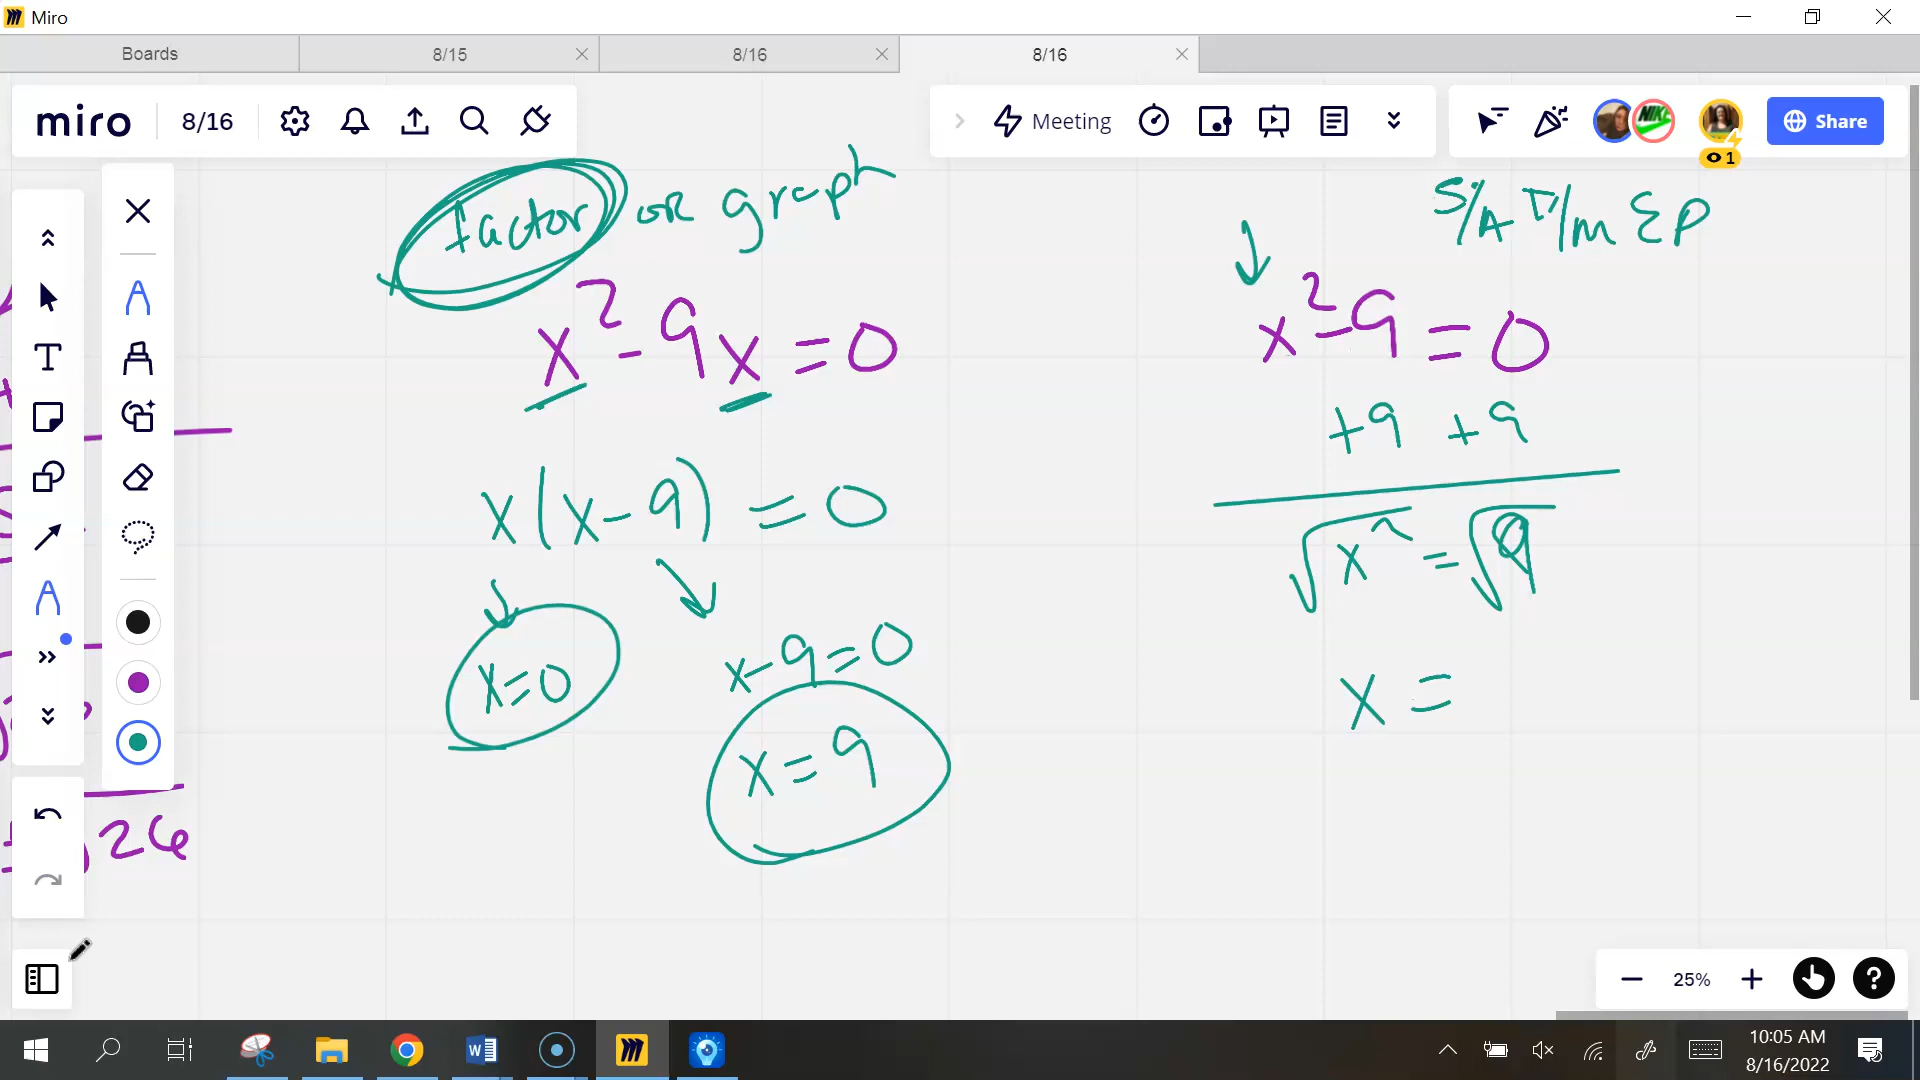 Miro
Boards
8/15
8/16
8/16
miro
8/16
Meeting
Share
1
factor or graph
x² - 9x = 0
x(x - 9) = 0
x = 0
x - 9 = 0
x = 9
S/A D/M E P
x² - 9 = 0
+9 +9
√x² = √9
x =
26
25%
10:05 AM
8/16/2022